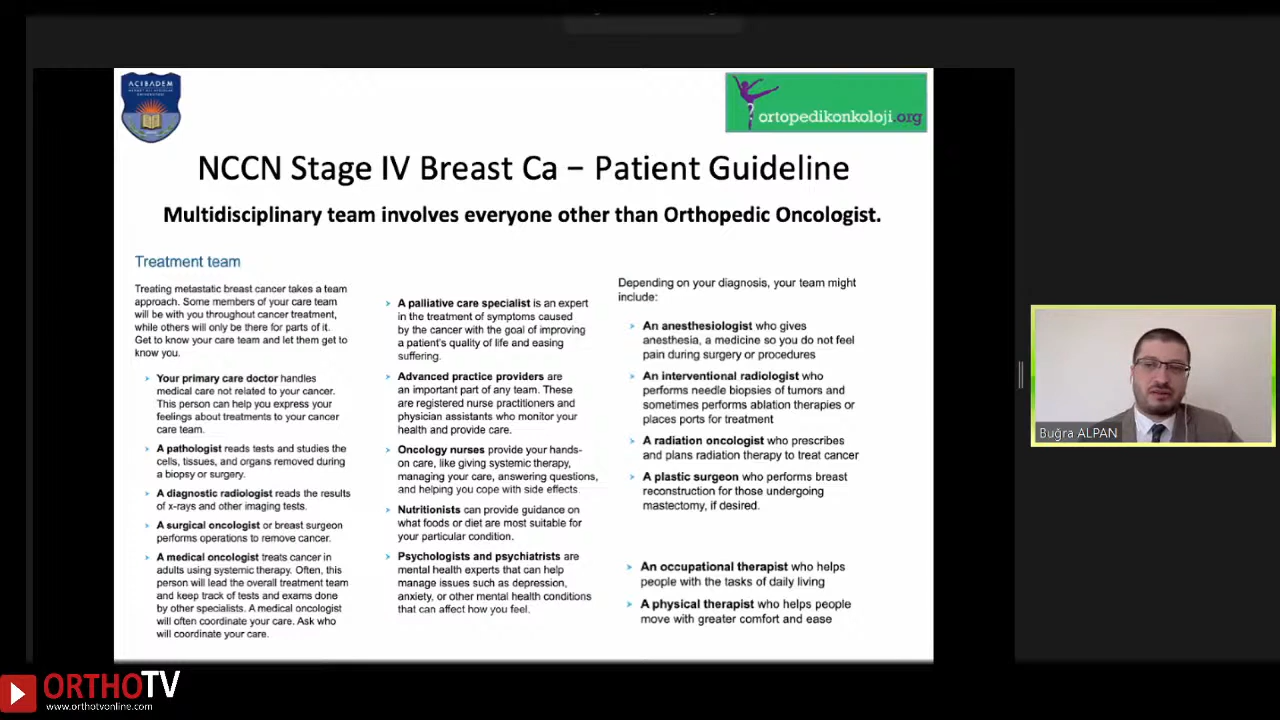 ACIBADEM
ortopedikonkoloji.org
NCCN Stage IV Breast Ca – Patient Guideline
Multidisciplinary team involves everyone other than Orthopedic Oncologist.
Treatment team
Treating metastatic breast cancer takes a team
approach. Some members of your care team
will be with you throughout cancer treatment,
while others will only be there for parts of it.
Get to know your care team and let them get to
know you.
Your primary care doctor handles
medical care not related to your cancer.
This person can help you express your
feelings about treatments to your cancer
care team.
A pathologist reads tests and studies the
cells, tissues, and organs removed during
a biopsy or surgery.
A diagnostic radiologist reads the results
of x-rays and other imaging tests.
A surgical oncologist or breast surgeon
performs operations to remove cancer.
A medical oncologist treats cancer in
adults using systemic therapy. Often, this
person will lead the overall treatment team
and keep track of tests and exams done
by other specialists. A medical oncologist
will often coordinate your care. Ask who
will coordinate your care.
A palliative care specialist is an expert
in the treatment of symptoms caused
by the cancer with the goal of improving
a patient's quality of life and easing
suffering.
Advanced practice providers are
an important part of any team. These
are registered nurse practitioners and
physician assistants who monitor your
health and provide care.
Oncology nurses provide your hands-
on care, like giving systemic therapy,
managing your care, answering questions,
and helping you cope with side effects.
Nutritionists can provide guidance on
what foods or diet are most suitable for
your particular condition.
Psychologists and psychiatrists are
mental health experts that can help
manage issues such as depression,
anxiety, or other mental health conditions
that can affect how you feel.
Depending on your diagnosis, your team might
include:
An anesthesiologist who gives
anesthesia, a medicine so you do not feel
pain during surgery or procedures
An interventional radiologist who
performs needle biopsies of tumors and
sometimes performs ablation therapies or
places ports for treatment
A radiation oncologist who prescribes
and plans radiation therapy to treat cancer
A plastic surgeon who performs breast
reconstruction for those undergoing
mastectomy, if desired.
An occupational therapist who helps
people with the tasks of daily living
A physical therapist who helps people
move with greater comfort and ease
Buğra ALPAN
ORTHOTV
www.orthotvonline.com